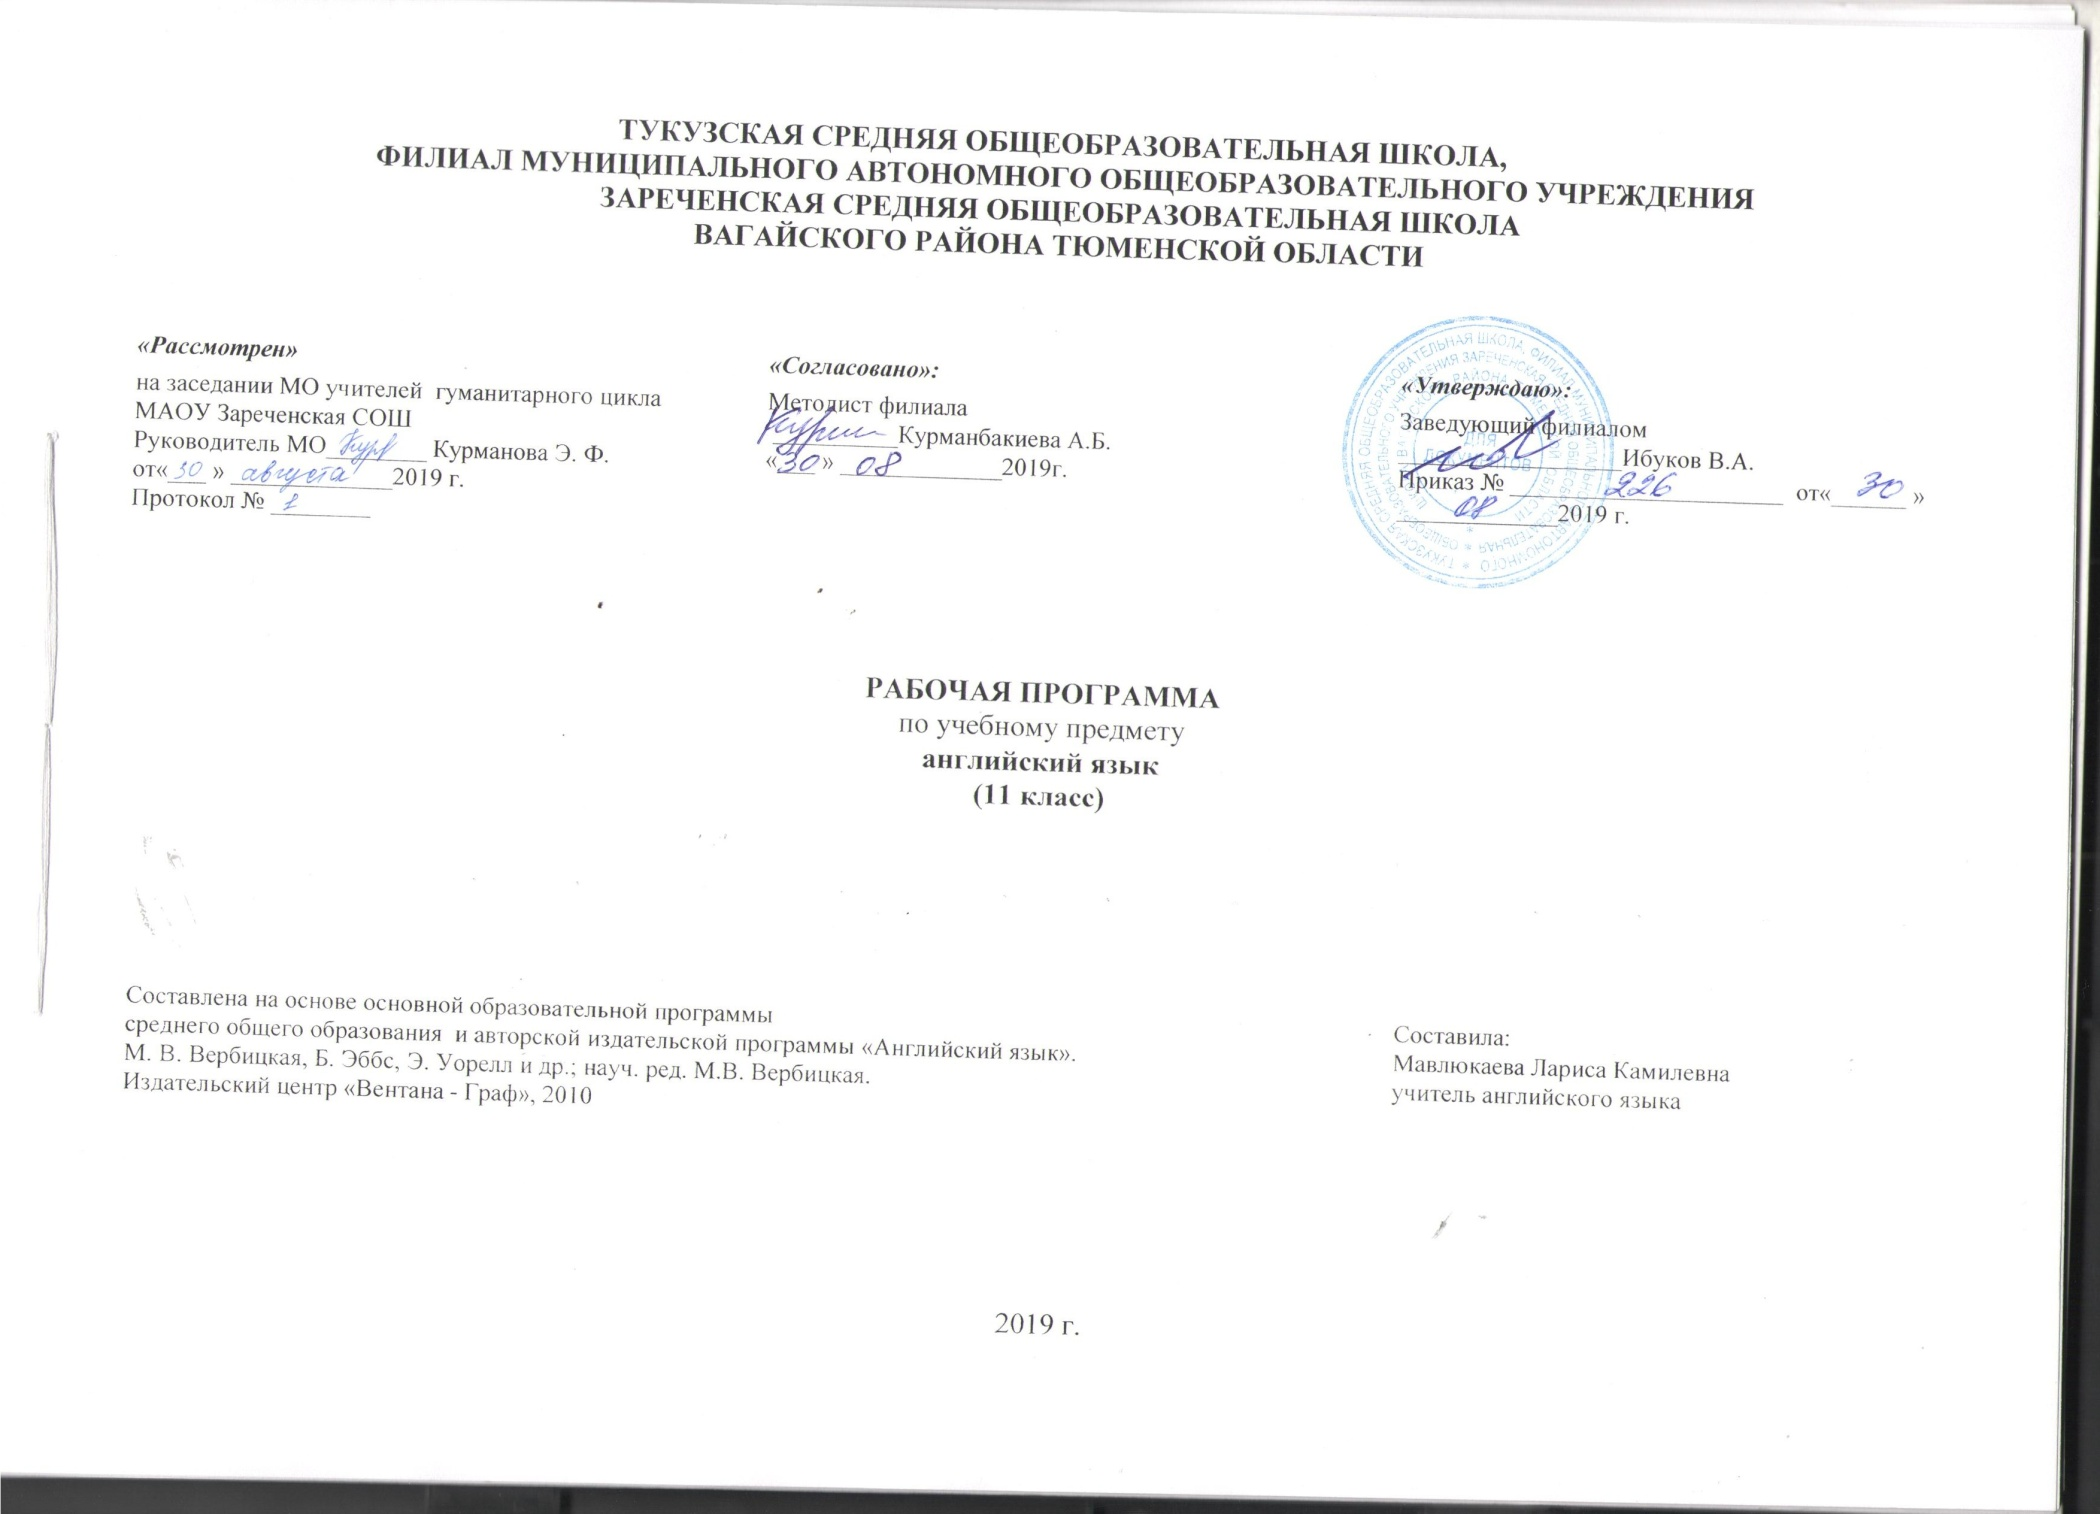 ТУКУЗСКАЯ СРЕДНЯЯ ОБЩЕОБРАЗОВАТЕЛЬНАЯ ШКОЛА,
ФИЛИАЛ МУНИЦИПАЛЬНОГО АВТОНОМНОГО ОБЩЕОБРАЗОВАТЕЛЬНОГО УЧРЕЖДЕНИЯ
ЗАРЕЧЕНСКАЯ СРЕДНЯЯ ОБЩЕОБРАЗОВАТЕЛЬНАЯ ШКОЛА
ВАГАЙСКОГО РАЙОНА ТЮМЕНСКОЙ ОБЛАСТИ
«Рассмотрен»
на заседании МО учителей гуманитарного цикла
МАОУ Зареченская СОШ
Руководитель МО________ Курманова Э. Ф.
от« 30 » августа 2019 г.
Протокол № 1
«Согласовано»:
Методист филиала
__________Курманбакиева А.Б.
«30» 08 2019г.
«Утверждаю»:
Заведующий филиалом
__________________Ибуков В.А.
Приказ № 226 от« 30 »
08 2019 г.
ДЛЯ
ДОКУМЕНТОВ
РАБОЧАЯ ПРОГРАММА
по учебному предмету
английский язык
(11 класс)
Составлена на основе основной образовательной программы
среднего общего образования и авторской издательской программы «Английский язык».
М. В. Вербицкая, Б. Эббс, Э. Уорелл и др.; науч. ред. М.В. Вербицкая.
Издательский центр «Вентана - Граф», 2010
Составила:
Мавлюкаева Лариса Камилевна
учитель английского языка
2019 г.